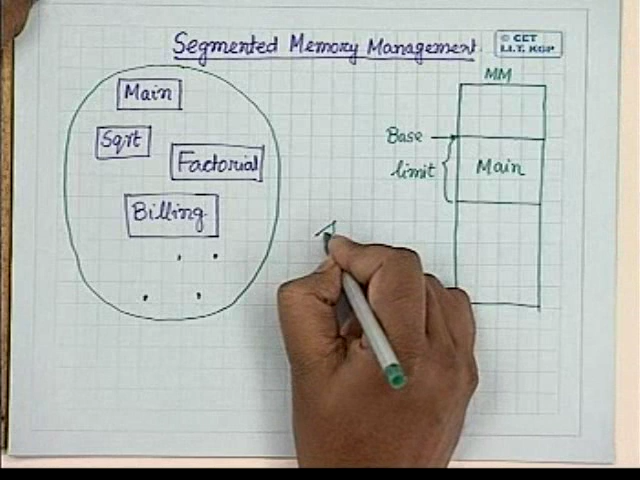 Segmented Memory Management
© CET
I.I.T. KGP
MM
Main
Sqrt
Factorial
Billing
Base
limit
Main